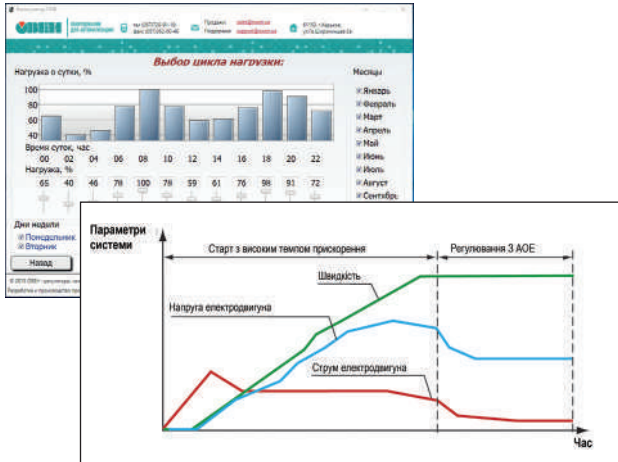 ОВЕН
Продажи
Выбор цикла нагрузки:
Нагрузка о сутки, %
Месяцы
100
80
60
40
Январь
Февраль
Март
Апрель
Май
Июнь
Июль
Август
Сентябрь
Время суток, час
00 02 04 06 08 10 12 14 16 18 20 22
Нагрузка, %
65 40 46 78 100 78 59 61 76 98 91 72
Дни недели
Понедельник
Вторник
Назад
Параметри
системи
Старт з високим темпом прискорення
Регулювання З АОЕ
Швидкість
Напруга електродвигуна
Струм електродвигуна
Час